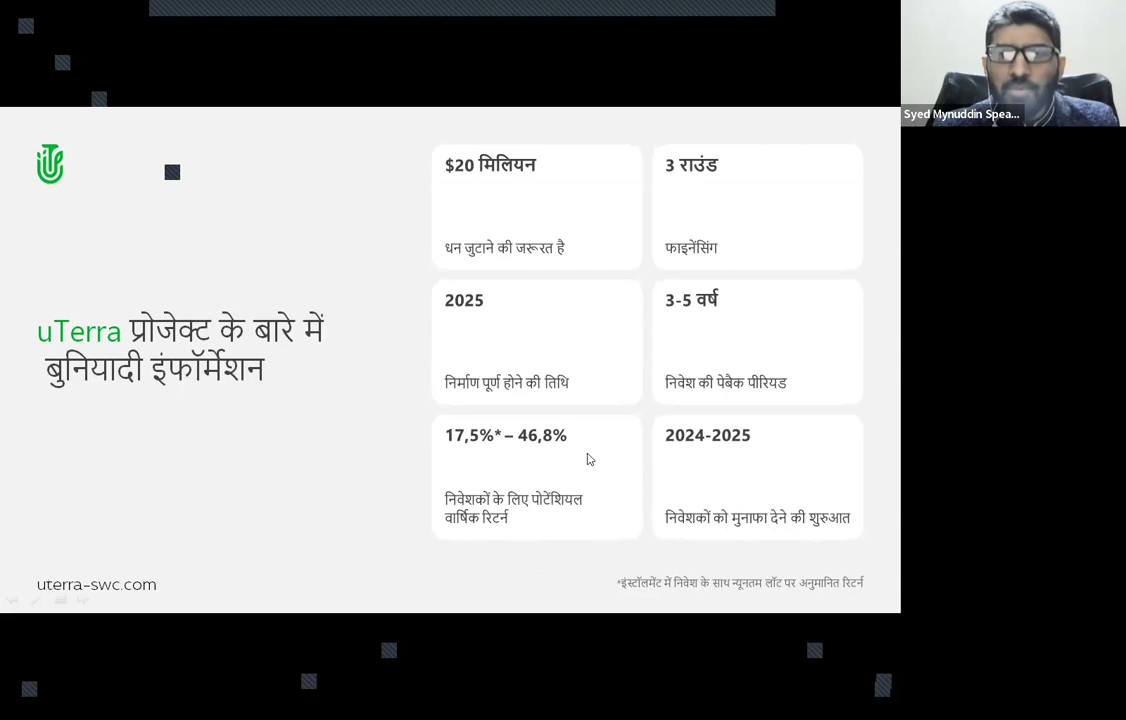 Syed Mynuddin Spea...
$20 मिलियन
धन जुटाने की जरूरत है
3 राउंड
फाइनेंसिंग
uTerra प्रोजेक्ट के बारे में
बुनियादी इंफॉर्मेशन
2025
निर्माण पूर्ण होने की तिथि
3-5 वर्ष
निवेश की पेबैक पीरियड
17,5%* – 46,8%
निवेशकों के लिए पोटेंशियल
वार्षिक रिटर्न
2024-2025
निवेशकों को मुनाफा देने की शुरुआत
uterra-swc.com
*इंस्टॉलमेंट में निवेश के साथ न्यूनतम लॉट पर अनुमानित रिटर्न